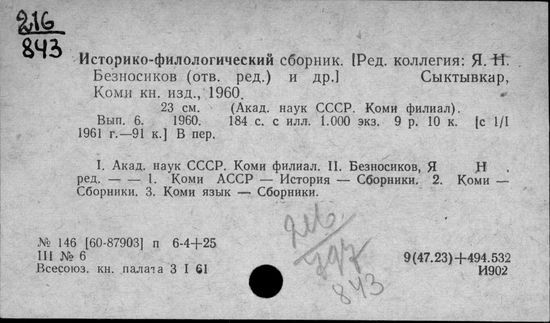 216
843
Историко-филологический сборник. [Ред. коллегия: Я. Н.
Безносиков (отв. ред.) и др.] Сыктывкар,
Коми кн. изд., 1960.
23 см. (Акад. наук СССР. Коми филиал).
Вып. 6. 1960. 184 с. с илл. 1.000 экз. 9 р. 10 к. [с 1/I
1961 г.—91 к.] В пер.
I. Акад. наук СССР. Коми филиал. II. Безносиков, Я Н
ред. — — 1. Коми АССР — История — Сборники. 2. Коми —
Сборники. 3. Коми язык — Сборники.
216
797
843
№ 146 [60-87903] п 6-4+25
III № 6
Всесоюз. кн. палата 3 I 61
9(47.23)+494.532
И902